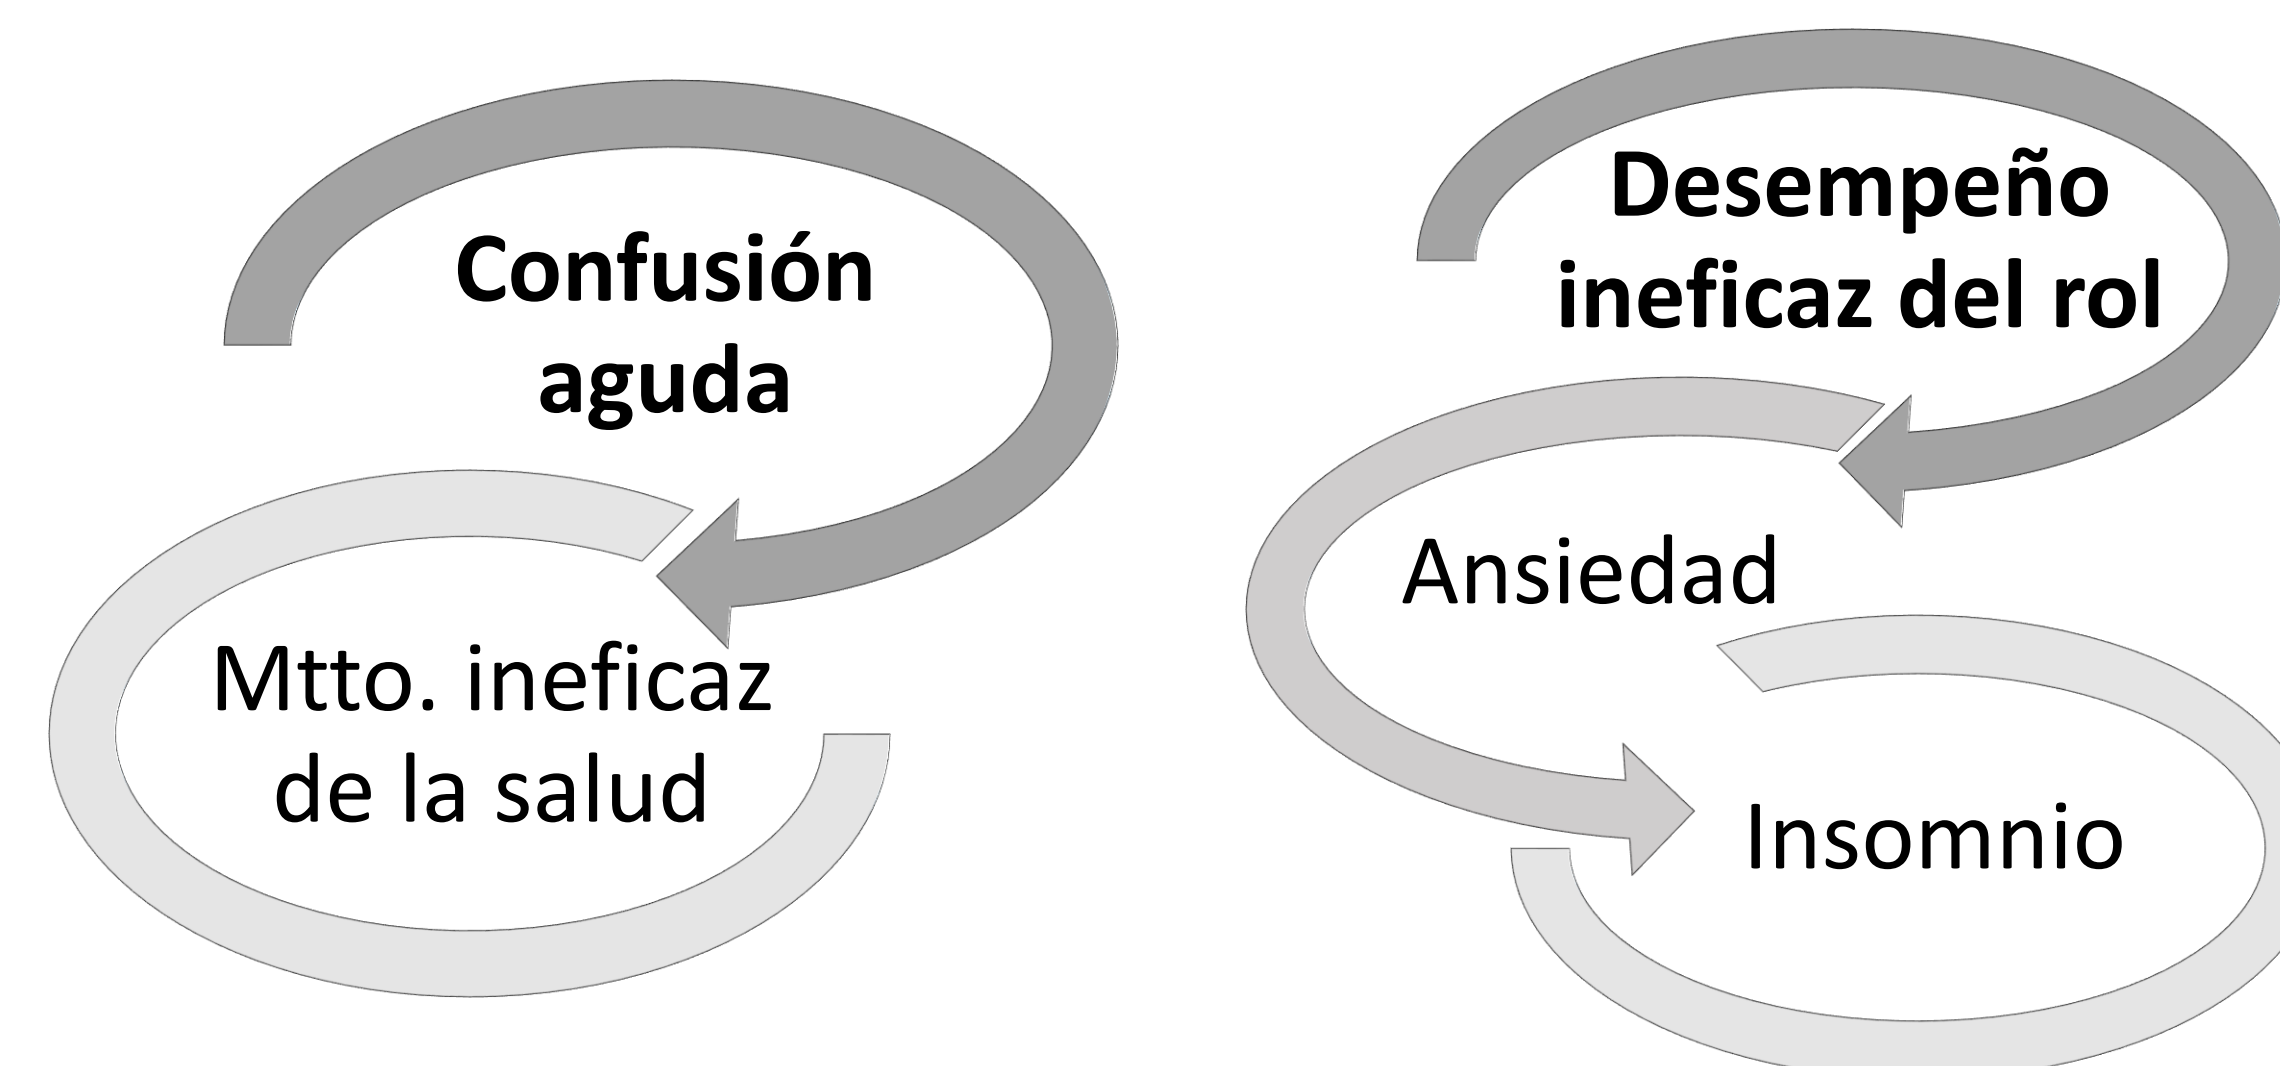 Confusión
aguda
Mtto. ineficaz
de la salud
Desempeño
ineficaz del rol
Ansiedad
Insomnio